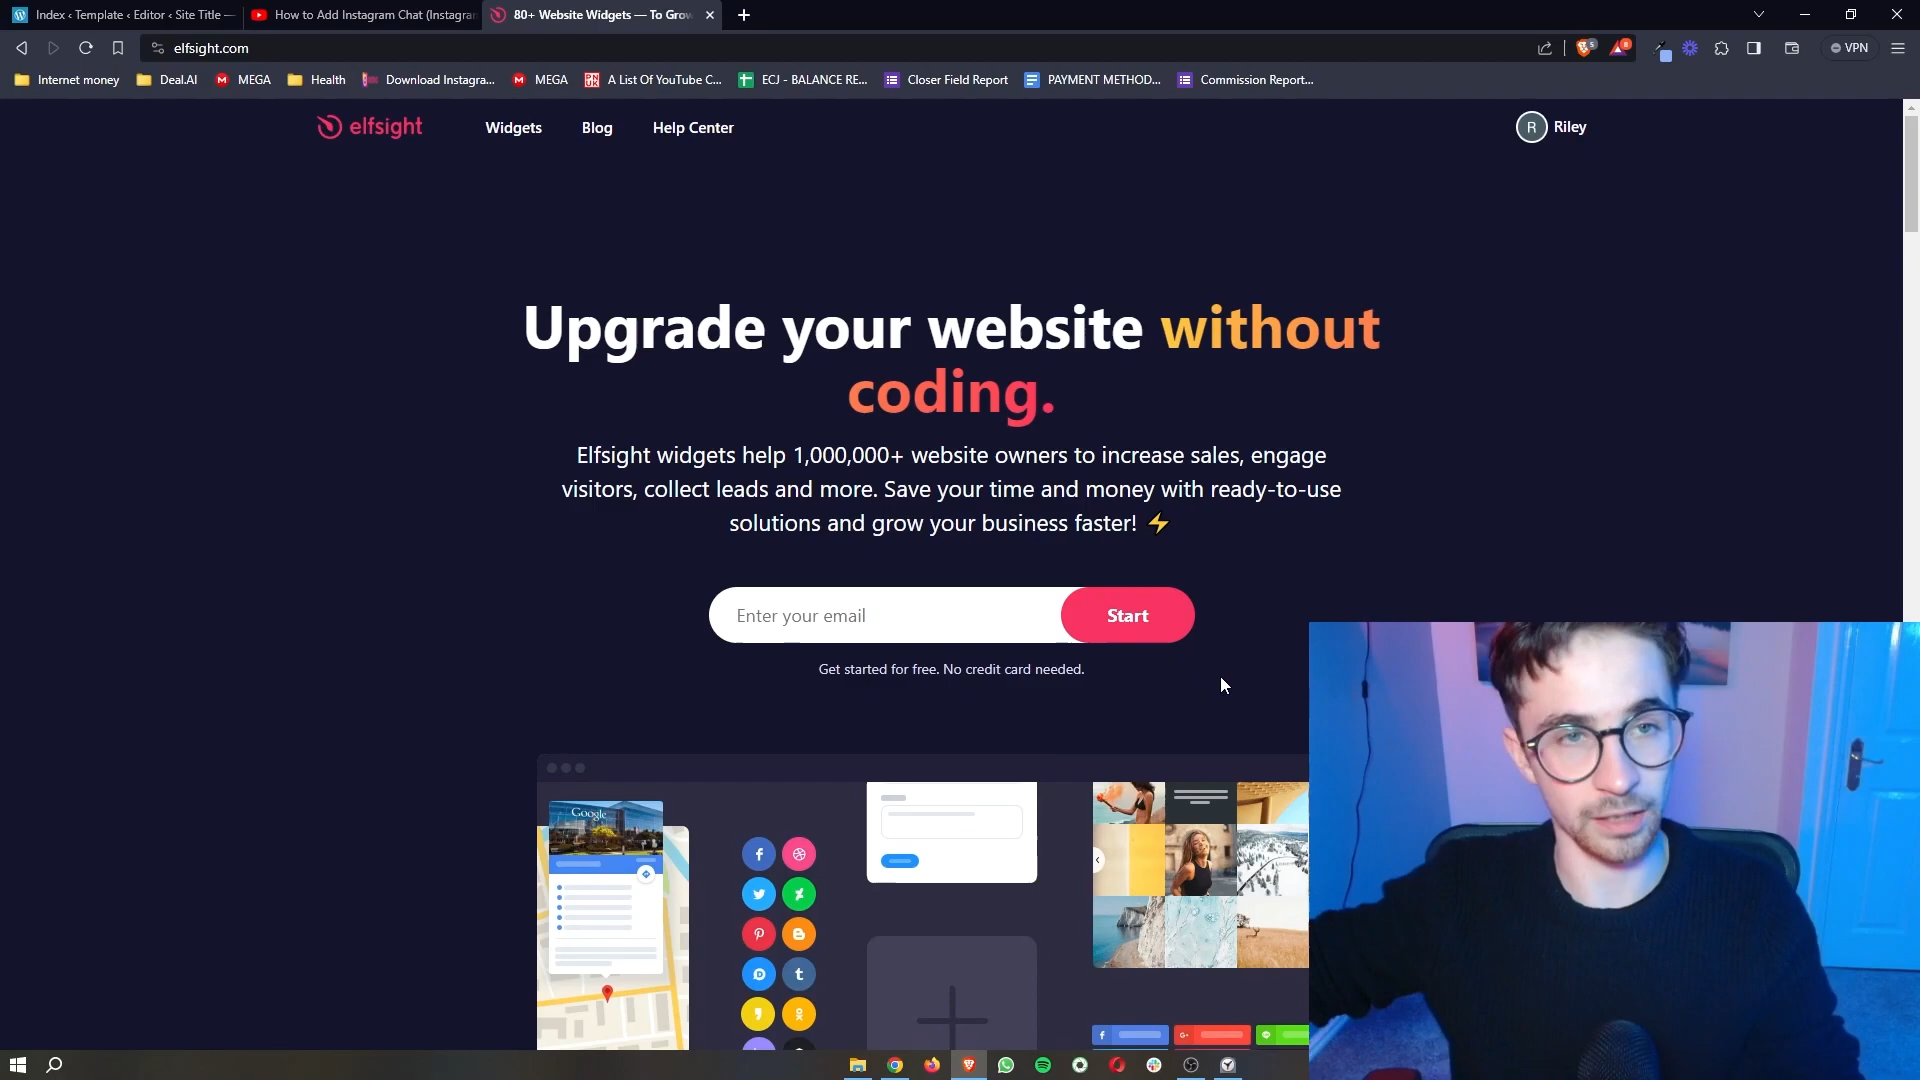 Index ‹ Template ‹ Editor ‹ Site Title —
How to Add Instagram Chat (Instagra
80+ Website Widgets — To Grow
elfsight.com
VPN
Internet money
Deal.AI
MEGA
Health
Download Instagra...
MEGA
A List Of YouTube C...
ECJ - BALANCE RE...
Closer Field Report
PAYMENT METHOD...
Commission Report...
elfsight
Widgets
Blog
Help Center
R
Riley
Upgrade your website without
coding.
Elfsight widgets help 1,000,000+ website owners to increase sales, engage
visitors, collect leads and more. Save your time and money with ready-to-use
solutions and grow your business faster! ⚡
Enter your email
Start
Get started for free. No credit card needed.
Google